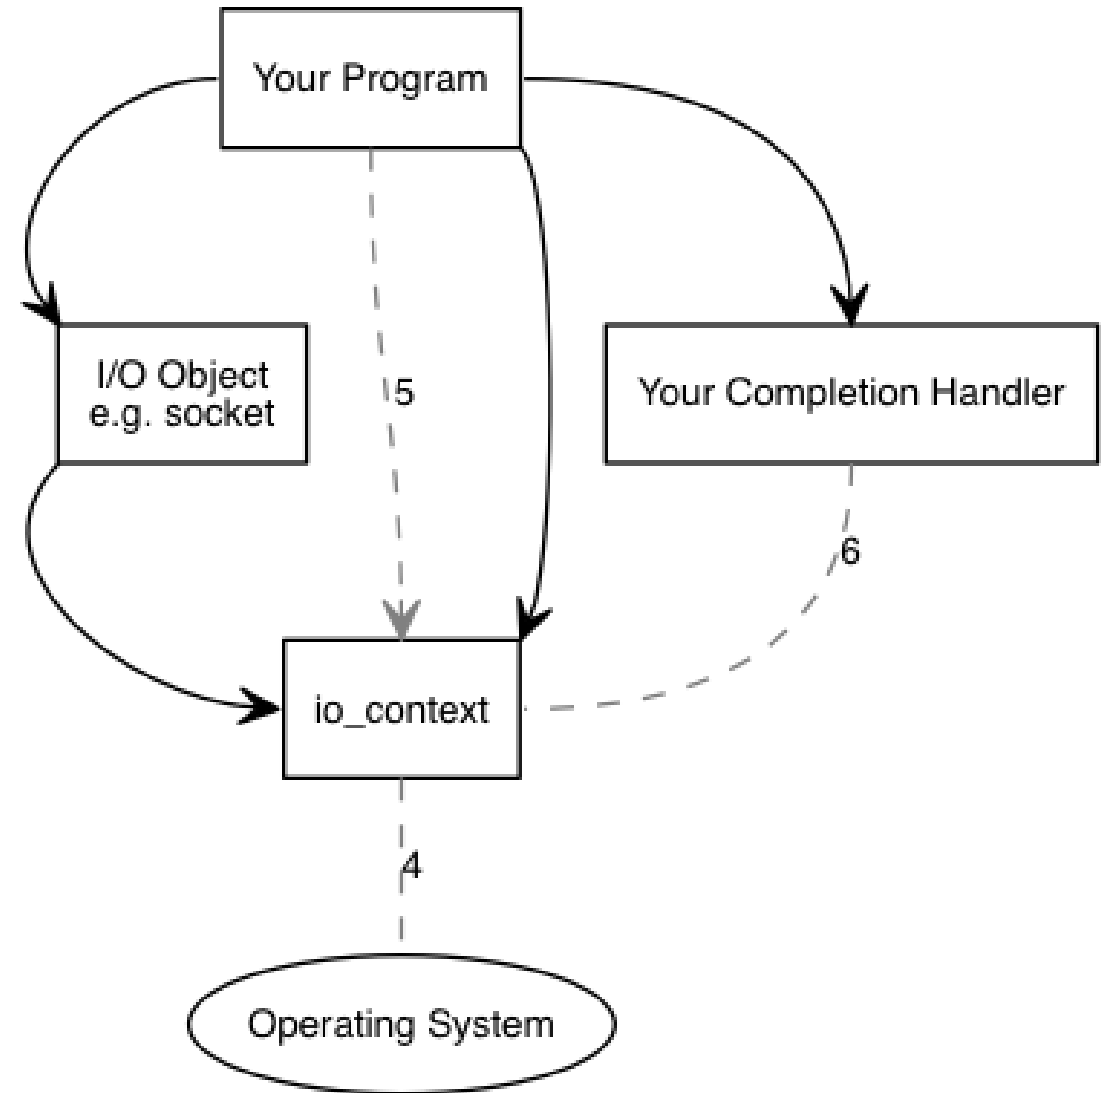 Your Program
I/O Object
e.g. socket
5
Your Completion Handler
6
io_context
4
Operating System